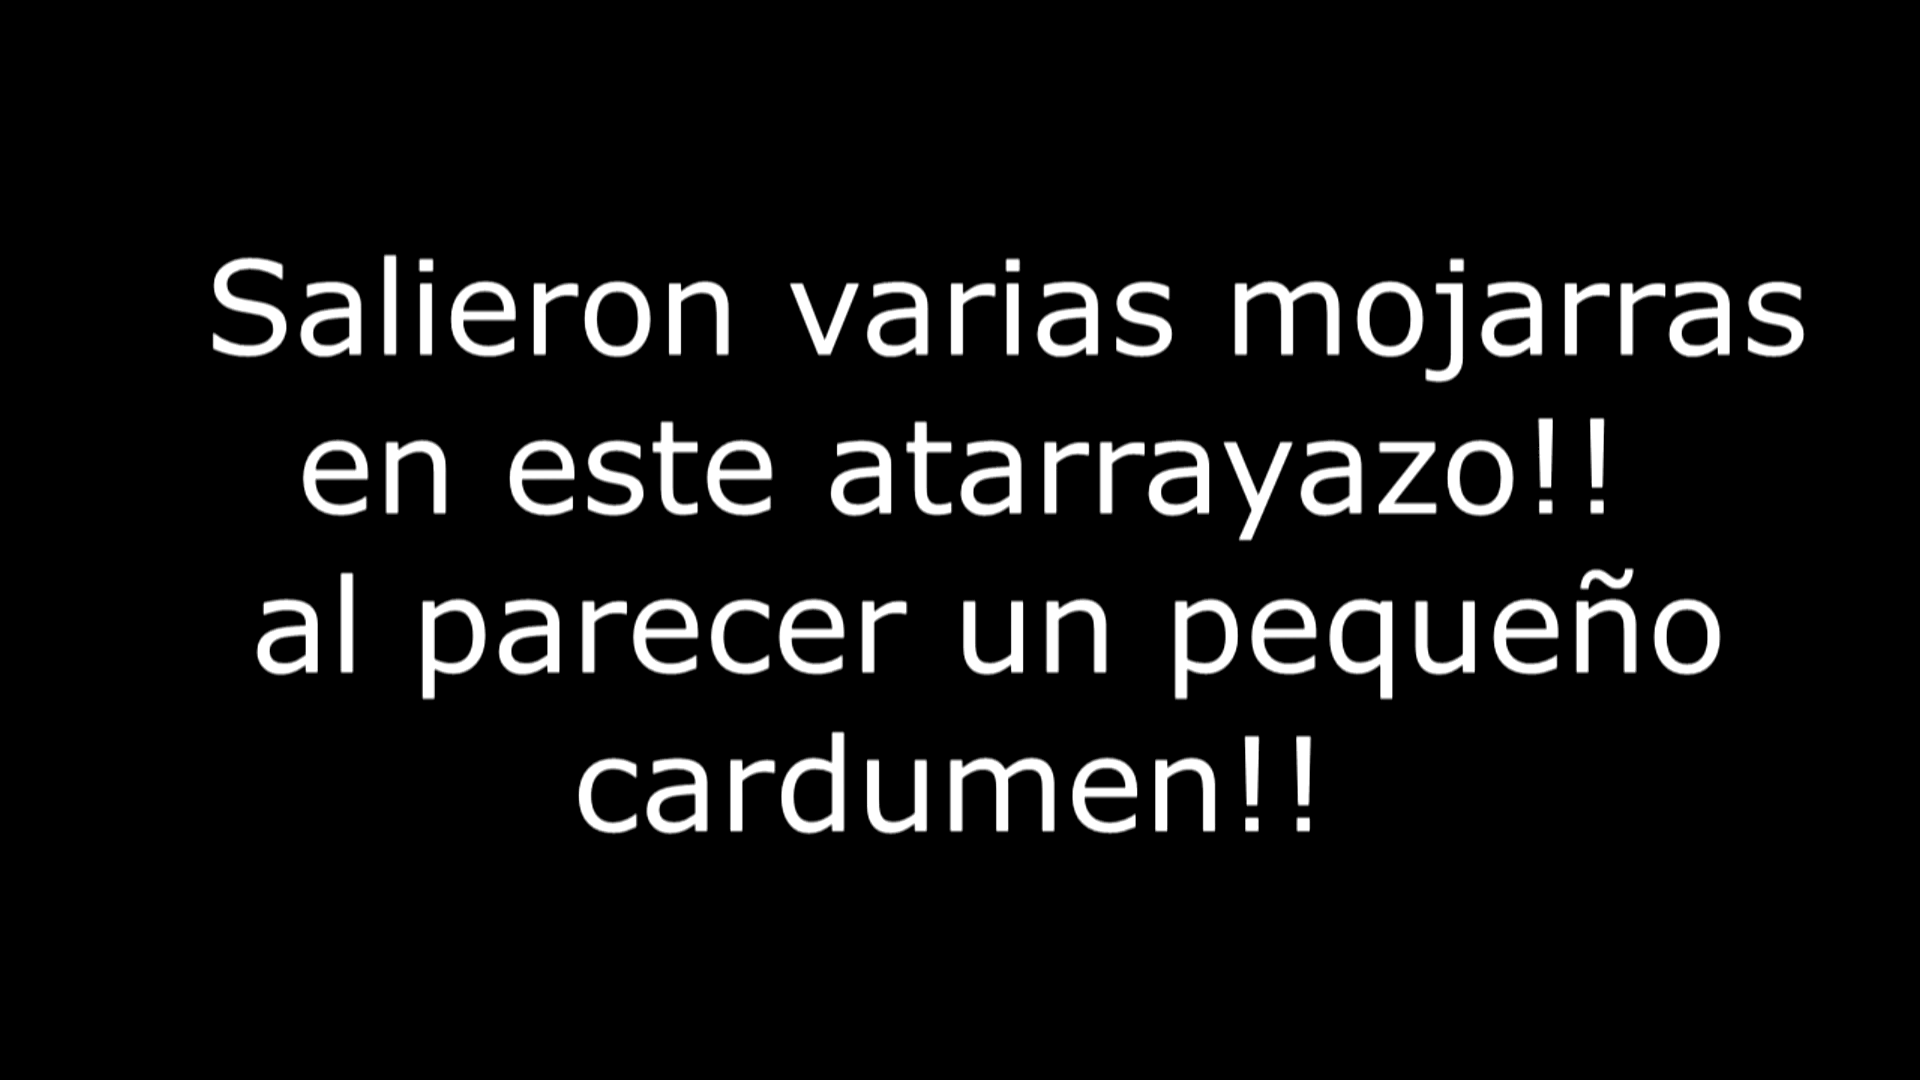 Salieron varias mojarras
en este atarrayazo!!
al parecer un pequeño
cardumen!!